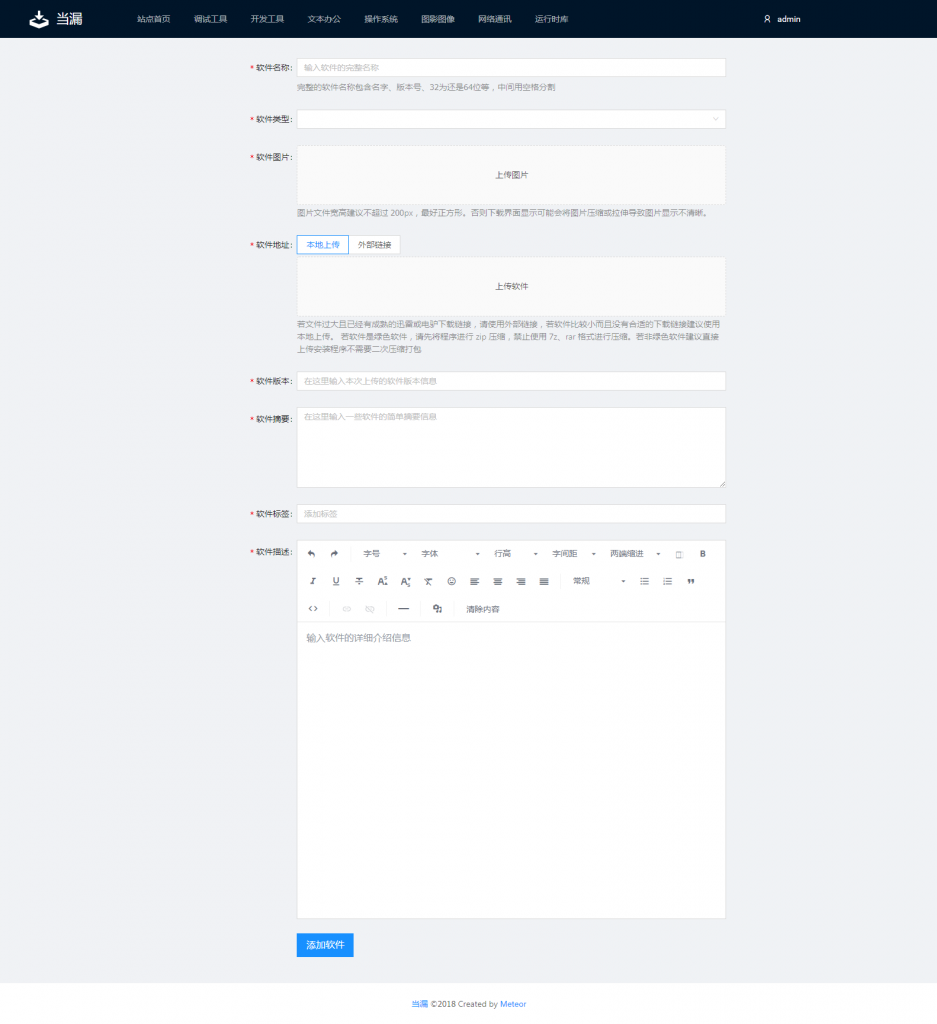 当漏 站点首页 调试工具 开发工具 文本办公 操作系统 图影图像 网络通讯 运行时库 admin
* 软件名称: 输入软件的完整名称
完整的软件名称包含名字、版本号、32为还是64位等，中间用空格分割
* 软件类型:
* 软件图片: 上传图片
图片文件宽高建议不超过 200px，最好正方形。否则下载界面显示可能会将图片压缩或拉伸导致图片显示不清晰。
* 软件地址: 本地上传 外部链接
上传软件
若文件过大且已经有成熟的迅雷或电驴下载链接，请使用外部链接，若软件比较小而且没有合适的下载链接建议使用
本地上传。 若软件是绿色软件，请先将程序进行 zip 压缩，禁止使用 7z、rar 格式进行压缩。若非绿色软件建议直接
上传安装程序不需要二次压缩打包
* 软件版本: 在这里输入本次上传的软件版本信息
* 软件摘要: 在这里输入一些软件的简单摘要信息
* 软件标签: 添加标签
* 软件描述: 字号 字体 行高 字间距 两端缩进 B
常规
清除内容
输入软件的详细介绍信息
添加软件
当漏 ©2018 Created by Meteor